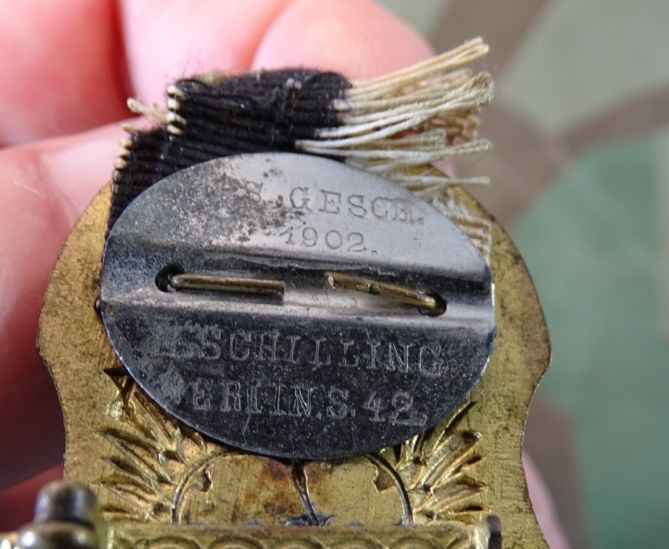 S. GESCH.
1902.
SCHILLING
BERLIN.S.42.